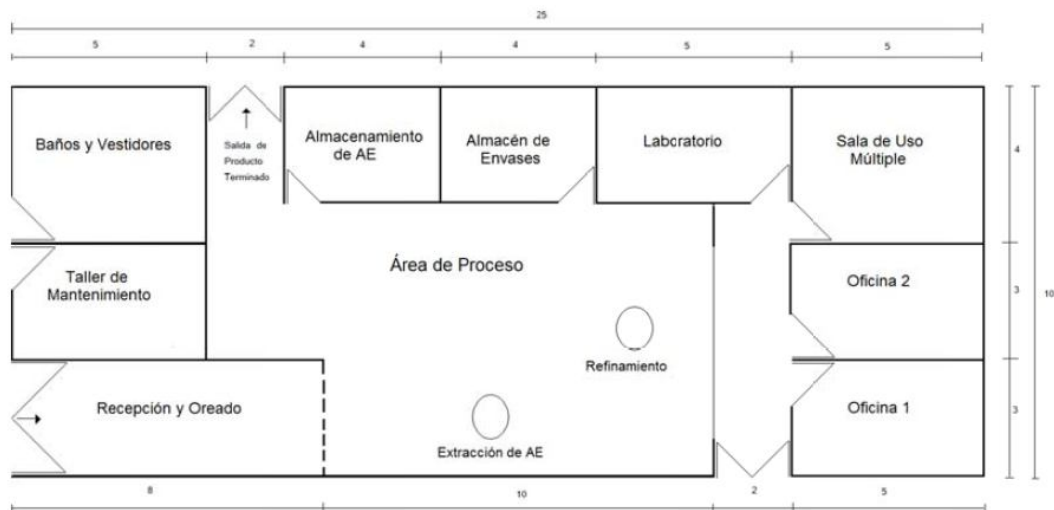 25
5
2
4
4
5
5
Baños y Vestidores
Salida de
Producto
Terminado
Almacenamiento
de AE
Almacén de
Envases
Labcratorio
Sala de Uso
Múltiple
4
Área de Proceso
Taller de
Mantenimiento
Oficina 2
3
10
Refinamiento
Recepción y Oreado
Oficina 1
3
Extracción de AE
8
10
2
5